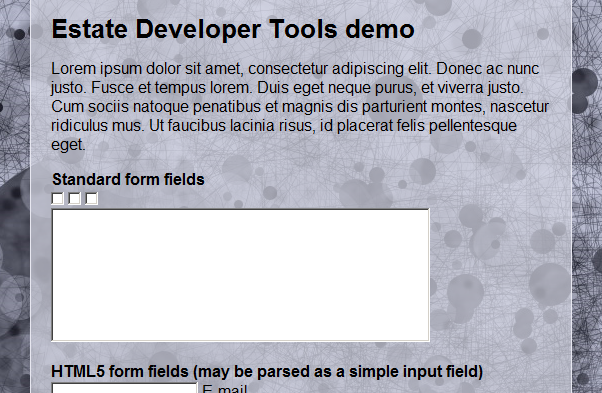 Estate Developer Tools demo
Lorem ipsum dolor sit amet, consectetur adipiscing elit. Donec ac nunc
justo. Fusce et tempus lorem. Duis eget neque purus, et viverra justo.
Cum sociis natoque penatibus et magnis dis parturient montes, nascetur
ridiculus mus. Ut faucibus lacinia risus, id placerat felis pellentesque
eget.
Standard form fields
HTML5 form fields (may be parsed as a simple input field)
E-mail